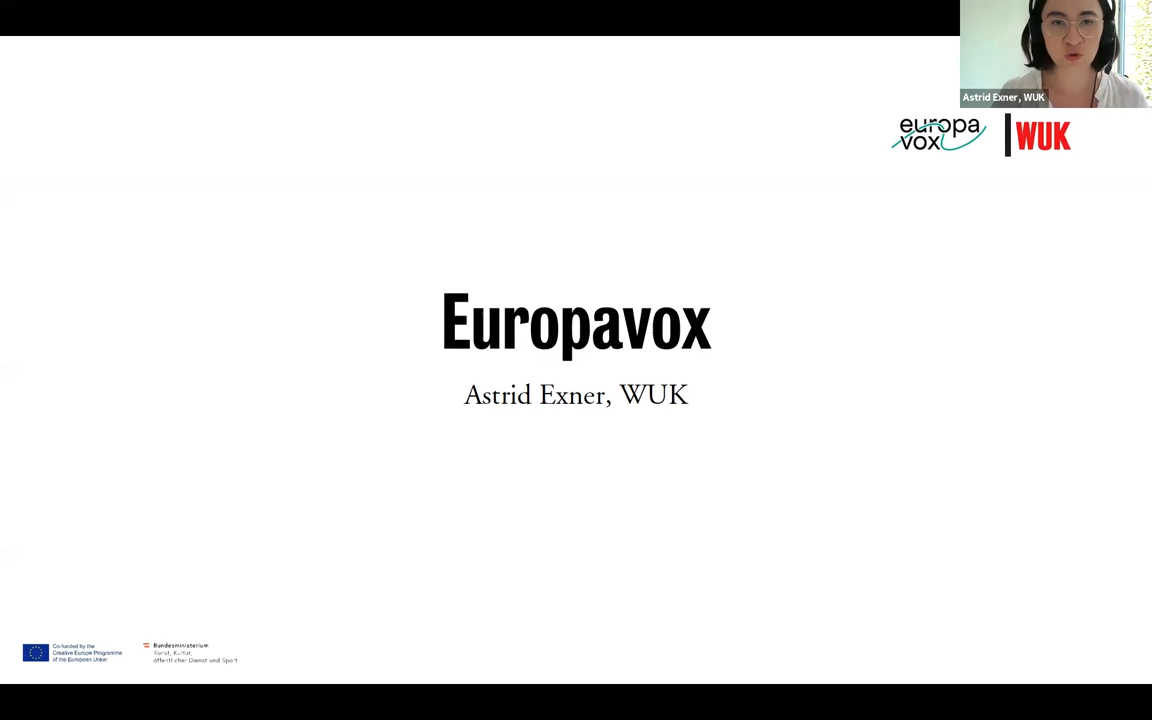 Astrid Exner, WUK
europa
vox
WUK
Europavox
Astrid Exner, WUK
Co-funded by the
Creative Europe Programme
of the European Union
Bundesministerium
Kunst, Kultur,
öffentlicher Dienst und Sport